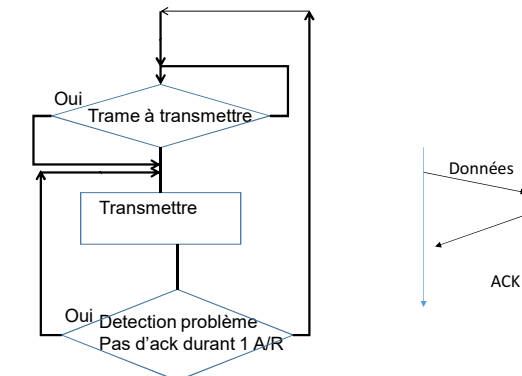 Oui
Trame à transmettre
Données
Transmettre
ACK
Oui
Detection problème
Pas d'ack durant 1 A/R